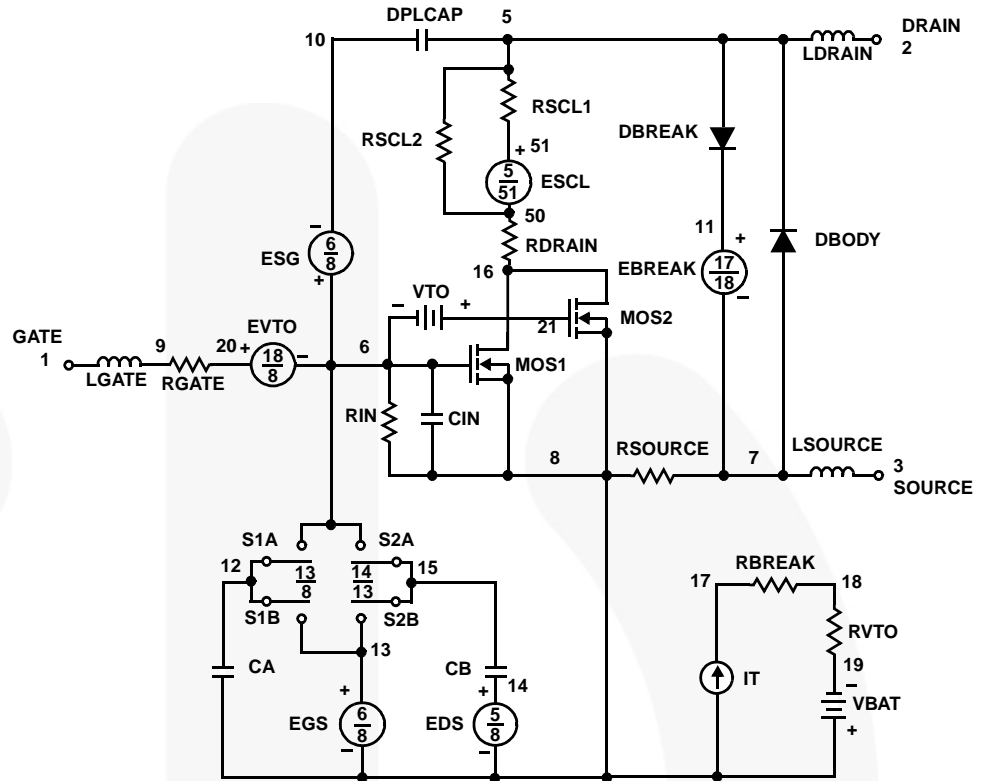 DPLCAP
5
DRAIN
2
10
LDRAIN
RSCL1
RSCL2
DBREAK
+ 51
5
51
ESCL
50
RDRAIN
11
+
DBODY
ESG
−
6
8
+
16
EBREAK
17
18
−
− VTO +
MOS2
21
GATE
1
9
20
EVTO
+
18
8
−
6
MOS1
LGATE
RGATE
RIN
CIN
8
RSOURCE
7
LSOURCE
3
SOURCE
S1A
S2A
12
13
8
14
13
15
S1B
S2B
13
RBREAK
17
18
RVTO
19
CA
CB
14
+
EGS
6
8
−
+
EDS
5
8
−
IT
−
VBAT
+